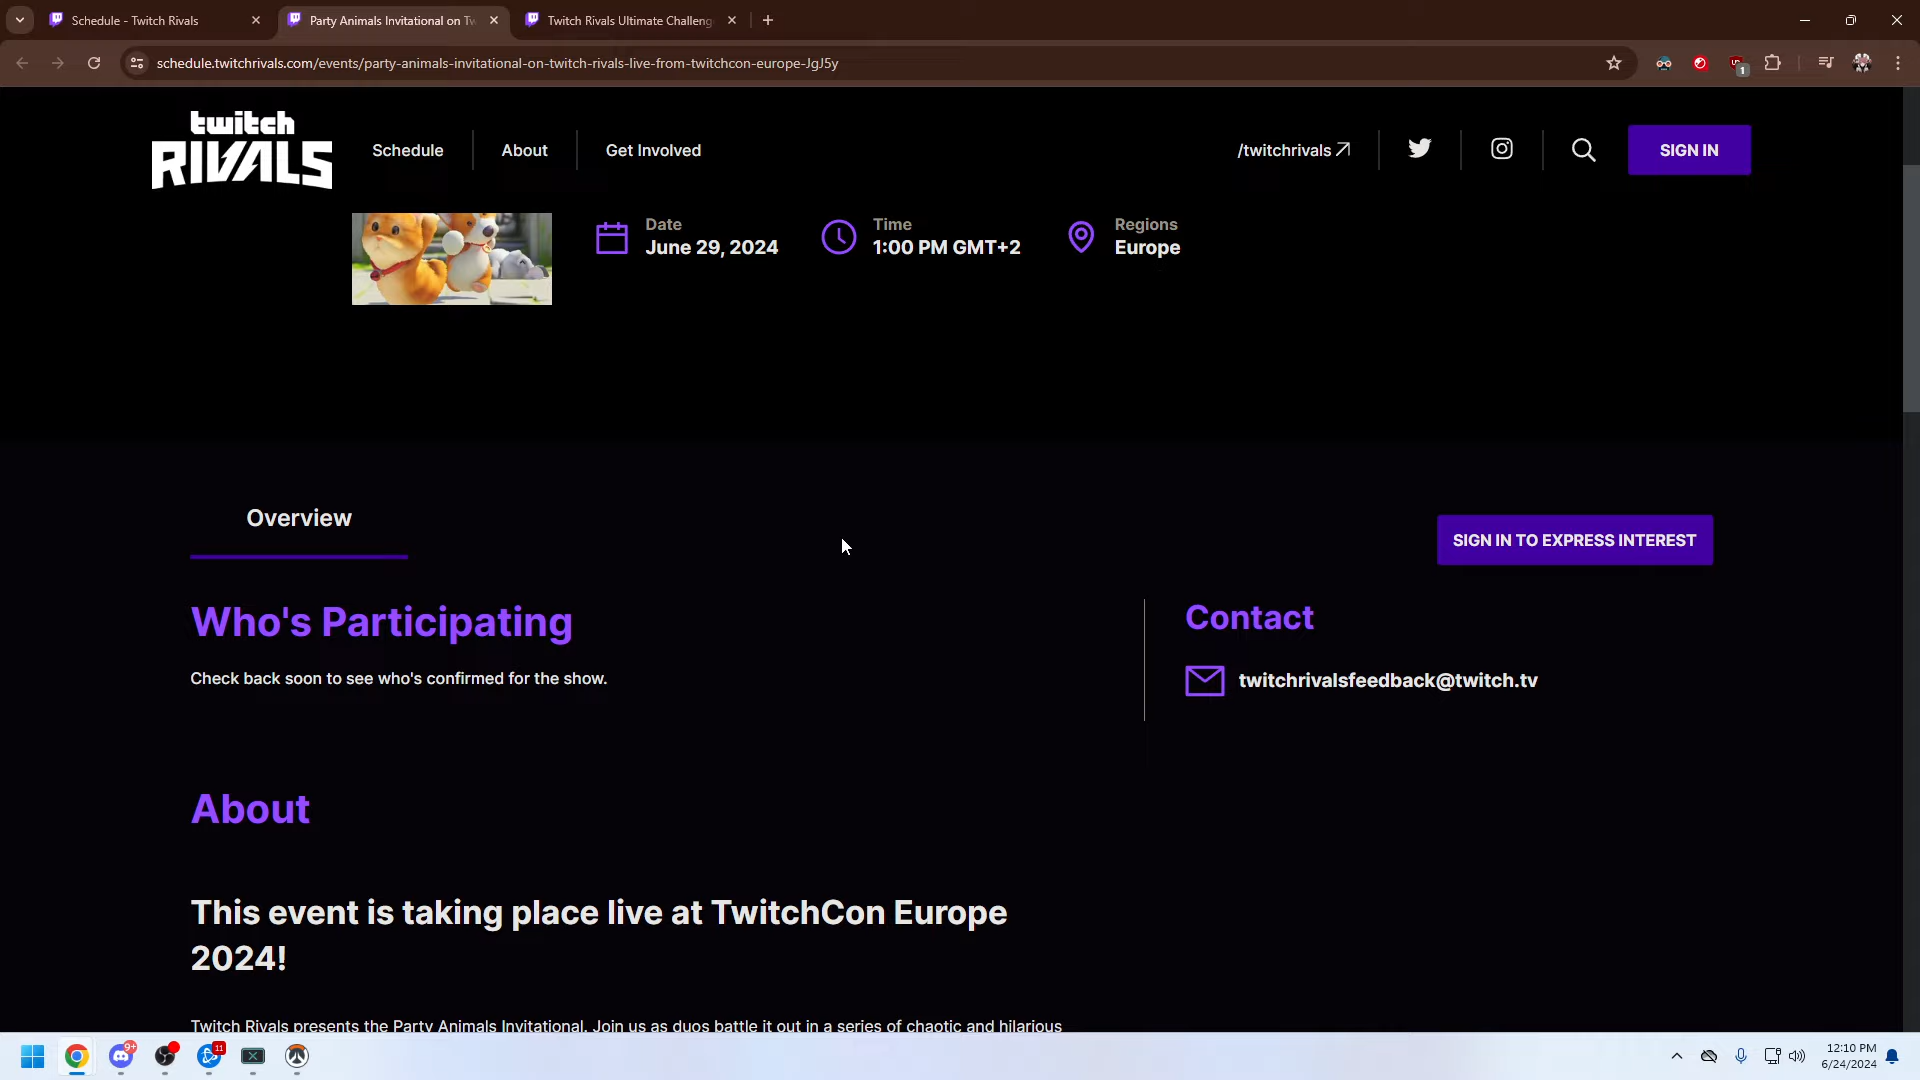 Schedule - Twitch Rivals
Party Animals Invitational on Tw
Twitch Rivals Ultimate Challeng
schedule.twitchrivals.com/events/party-animals-invitational-on-twitch-rivals-live-from-twitchcon-europe-JgJ5y
1
twitch
RIVALS
Schedule
About
Get Involved
/twitchrivals
SIGN IN
Date
June 29, 2024
Time
1:00 PM GMT+2
Regions
Europe
Overview
SIGN IN TO EXPRESS INTEREST
Who's Participating
Check back soon to see who's confirmed for the show.
Contact
twitchrivalsfeedback@twitch.tv
About
This event is taking place live at TwitchCon Europe
2024!
Twitch Rivals presents the Party Animals Invitational. Join us as duos battle it out in a series of chaotic and hilarious
9+
11
12:10 PM
6/24/2024